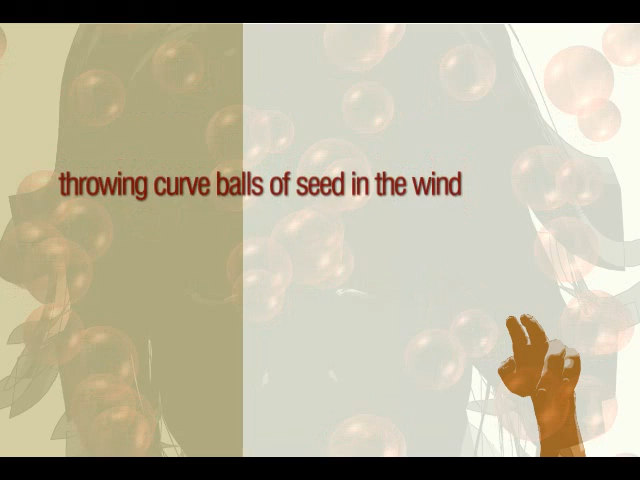 throwing curve balls of seed in the wind